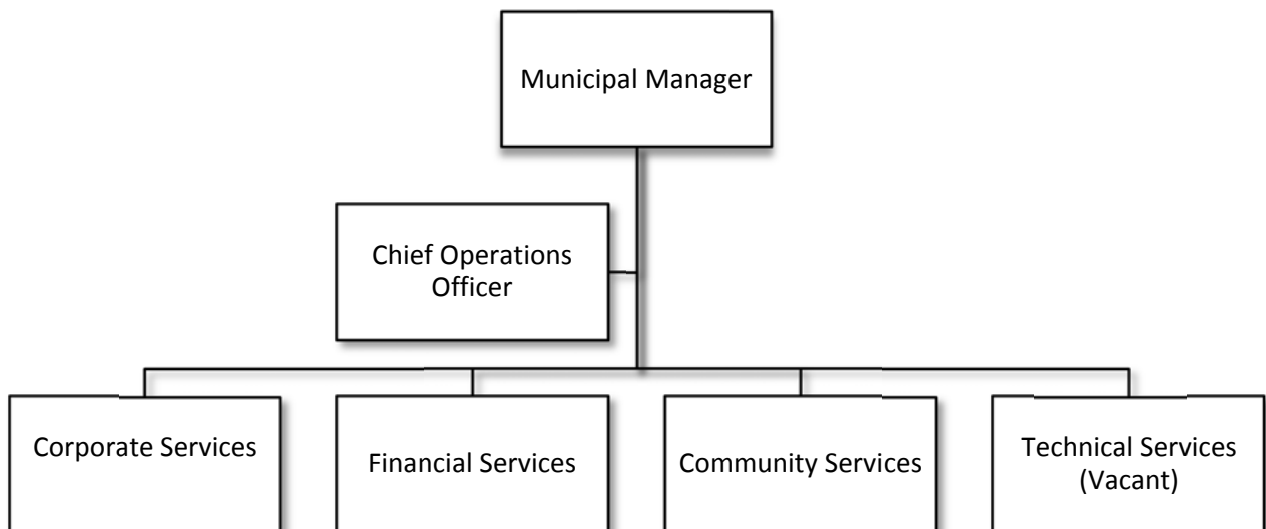 Municipal Manager
Chief Operations
Officer
Corporate Services
Financial Services
Community Services
Technical Services
(Vacant)